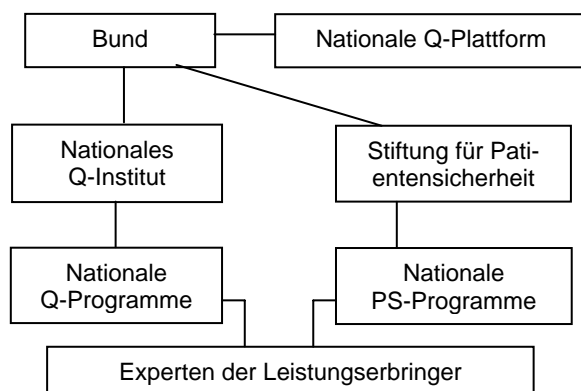 Bund
Nationale Q-Plattform
Nationales
Q-Institut
Stiftung für Pati-
entensicherheit
Nationale
Q-Programme
Nationale
PS-Programme
Experten der Leistungserbringer